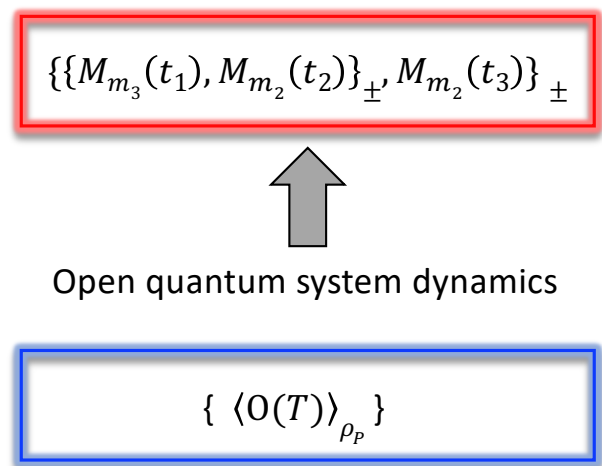 {{M_{m_3}(t_1), M_{m_2}(t_2)}_±, M_{m_2}(t_3)}_±
Open quantum system dynamics
{ ⟨O(T)⟩_{ρ_P} }